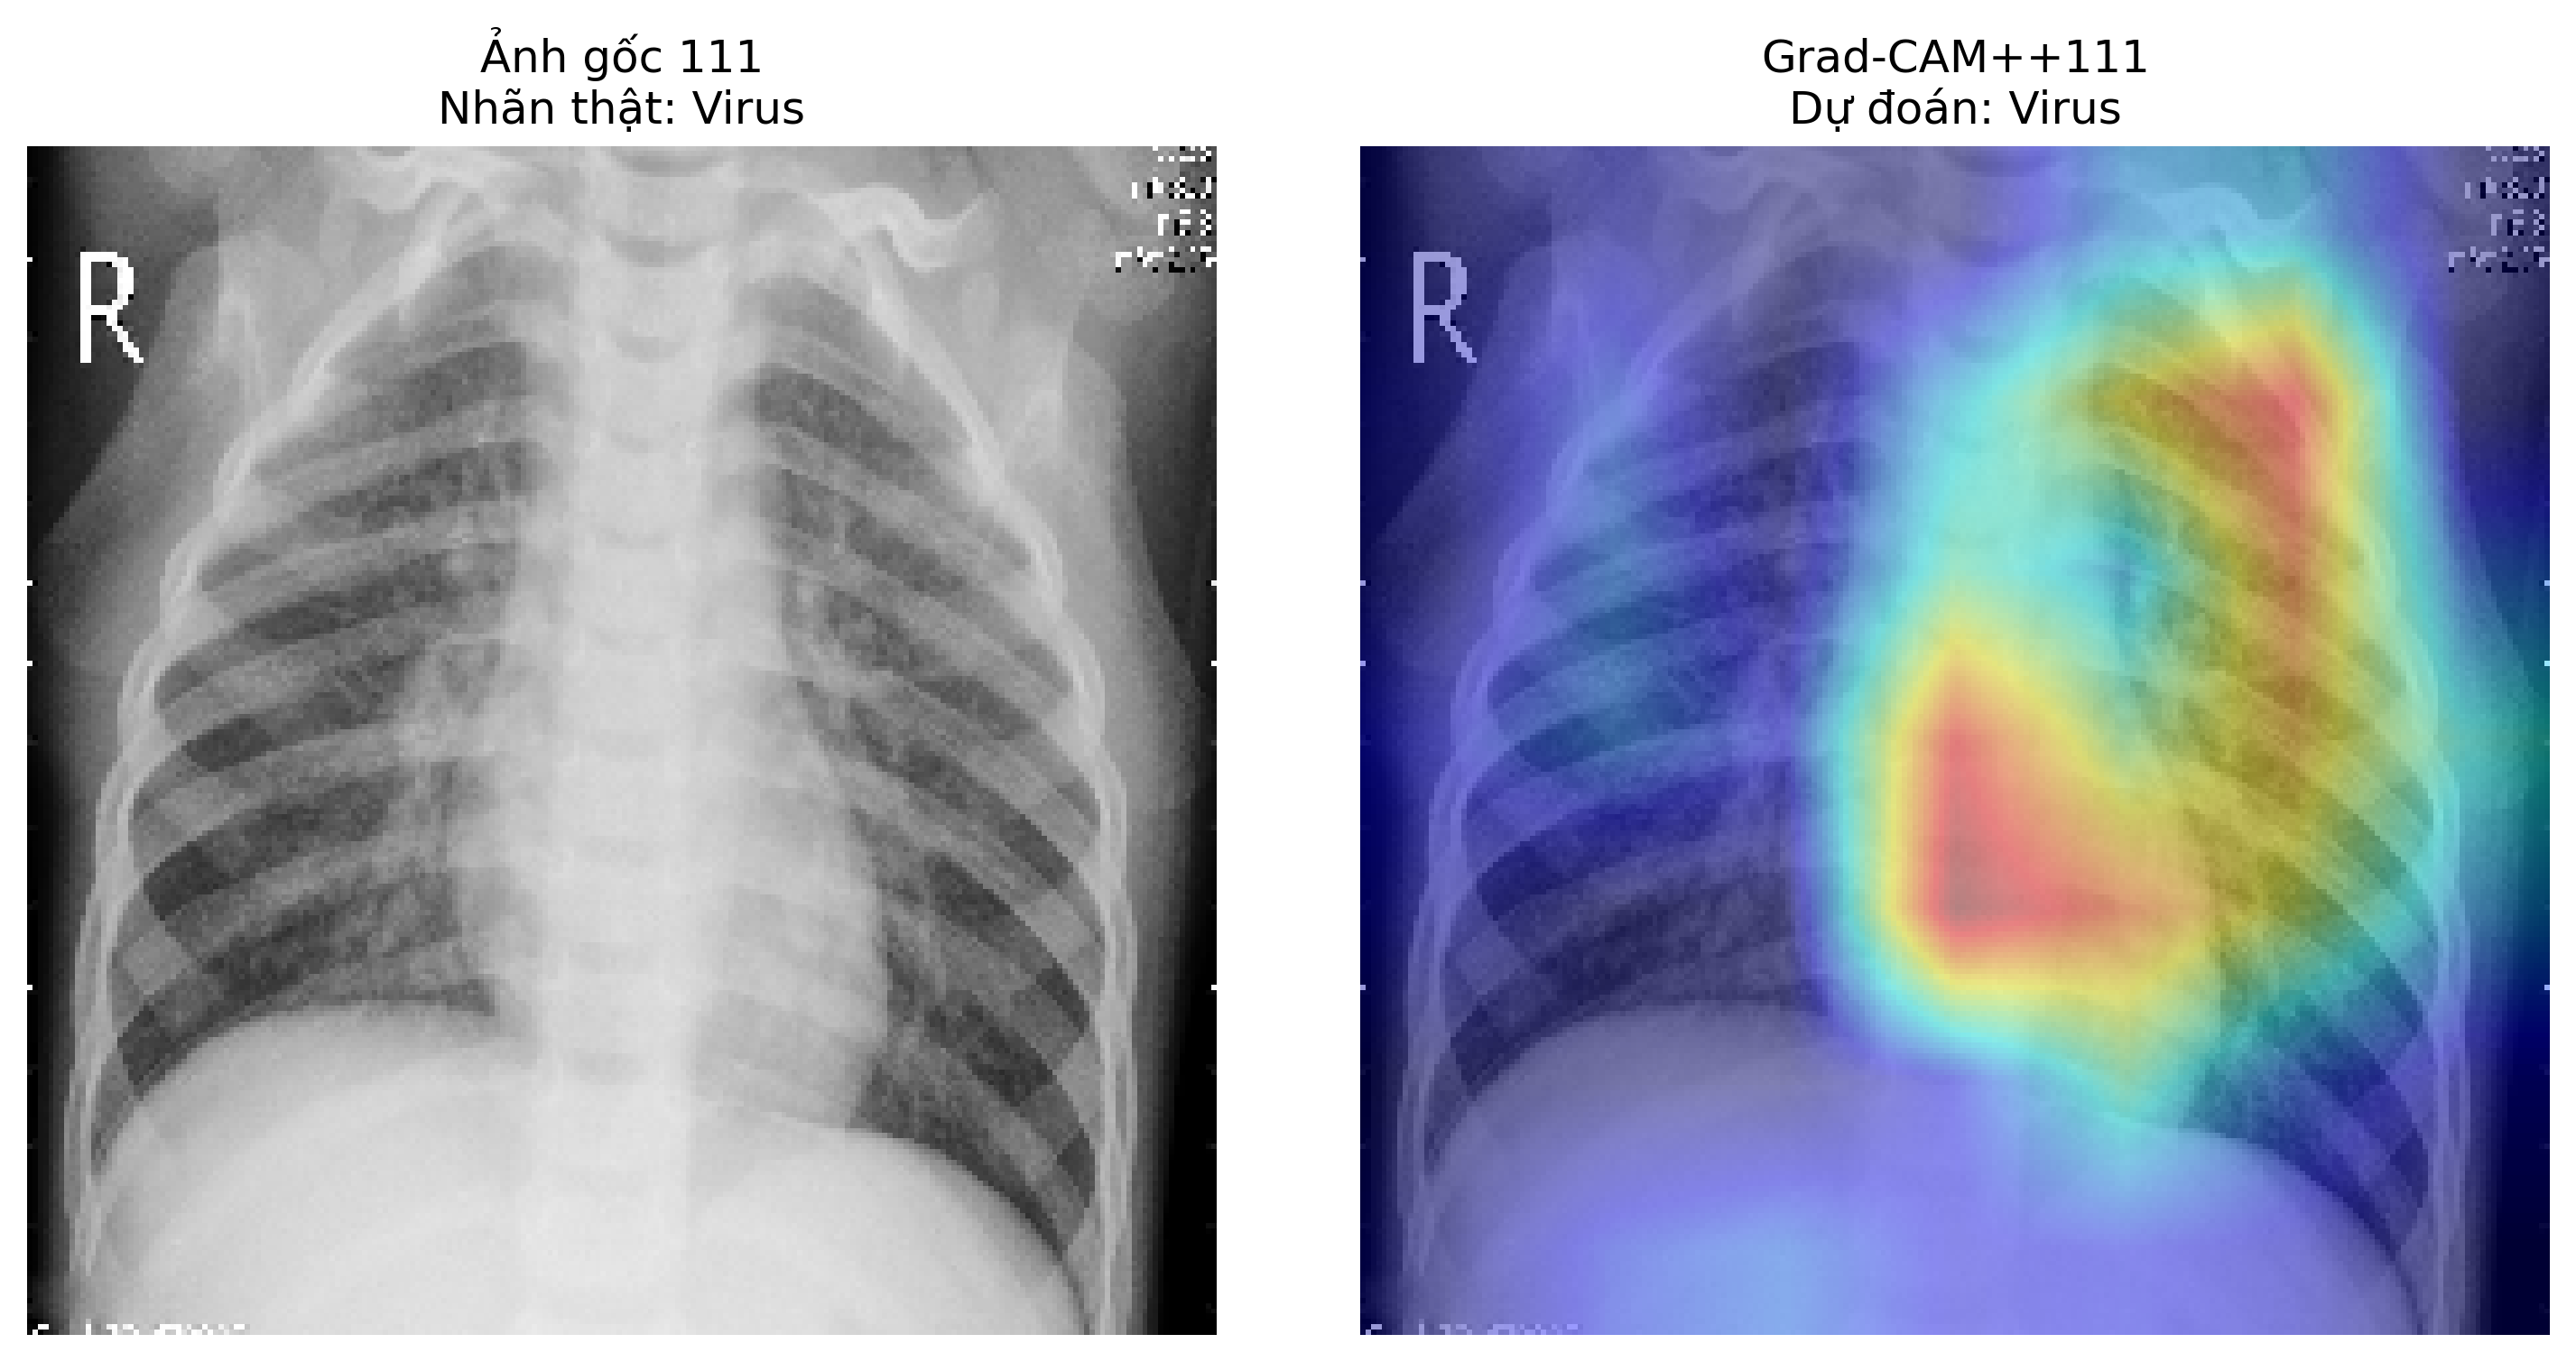 Ảnh gốc 111
Nhãn thật: Virus
Grad-CAM++111
Dự đoán: Virus
R
R